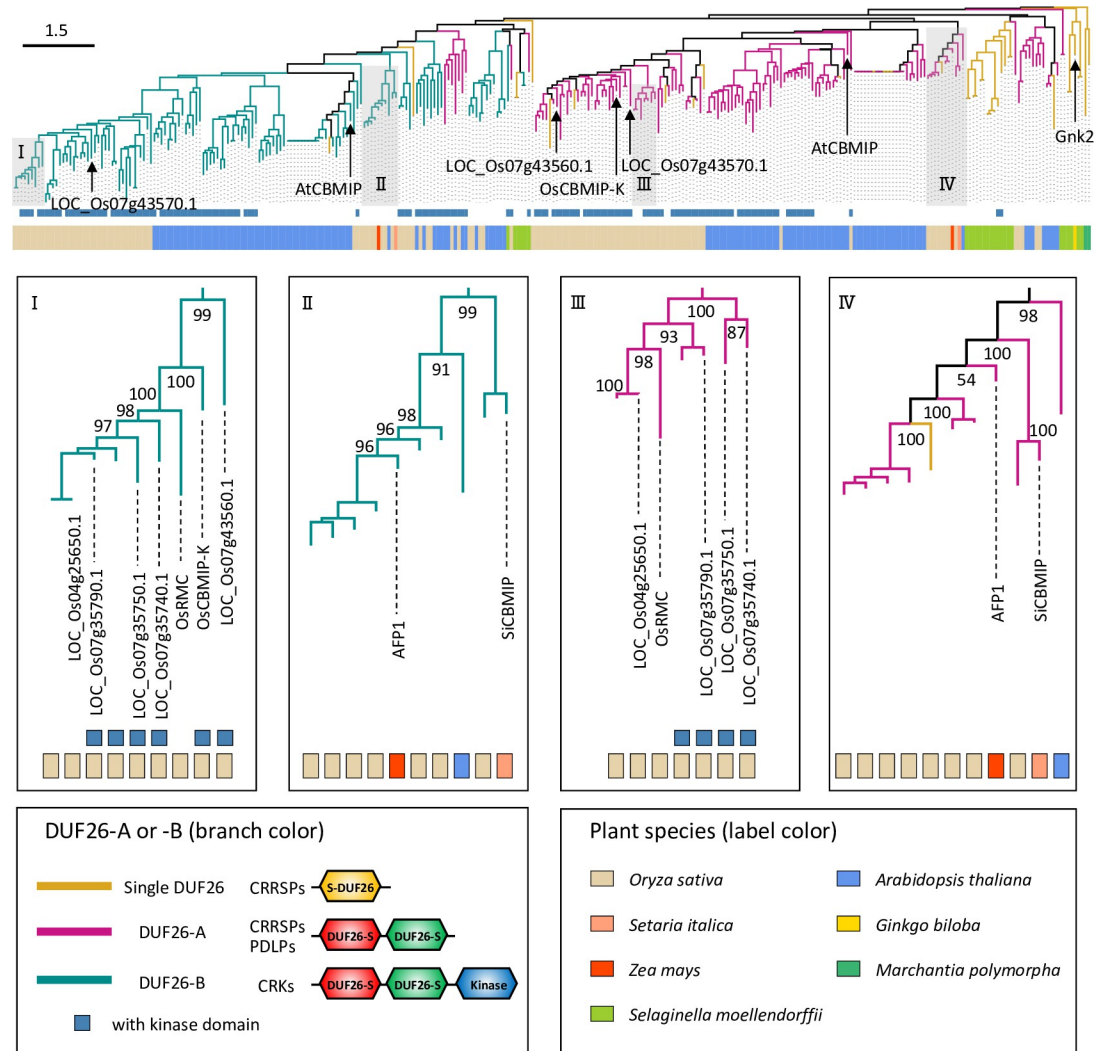 1.5
I
LOC_Os07g43570.1
AtCBMIP
II
LOC_Os07g43560.1
OsCBMIP-K
LOC_Os07g43570.1
III
AtCBMIP
IV
Gnk2
I
99
100
100
98
97
LOC_Os04g25650.1
LOC_Os07g35790.1
LOC_Os07g35750.1
LOC_Os07g35740.1
OsRMC
OsCBMIP-K
LOC_Os07g43560.1
II
99
91
98
96
96
AFP1
SiCBMIP
III
100
93
87
98
100
LOC_Os04g25650.1
OsRMC
LOC_Os07g35790.1
LOC_Os07g35750.1
LOC_Os07g35740.1
IV
98
100
54
100
100
100
AFP1
SiCBMIP
DUF26-A or -B (branch color)
Single DUF26
CRRSPs
S-DUF26
DUF26-A
CRRSPs
PDLPs
DUF26-S DUF26-S
DUF26-B
CRKs
DUF26-S DUF26-S Kinase
with kinase domain
Plant species (label color)
Oryza sativa
Arabidopsis thaliana
Setaria italica
Ginkgo biloba
Zea mays
Marchantia polymorpha
Selaginella moellendorffii